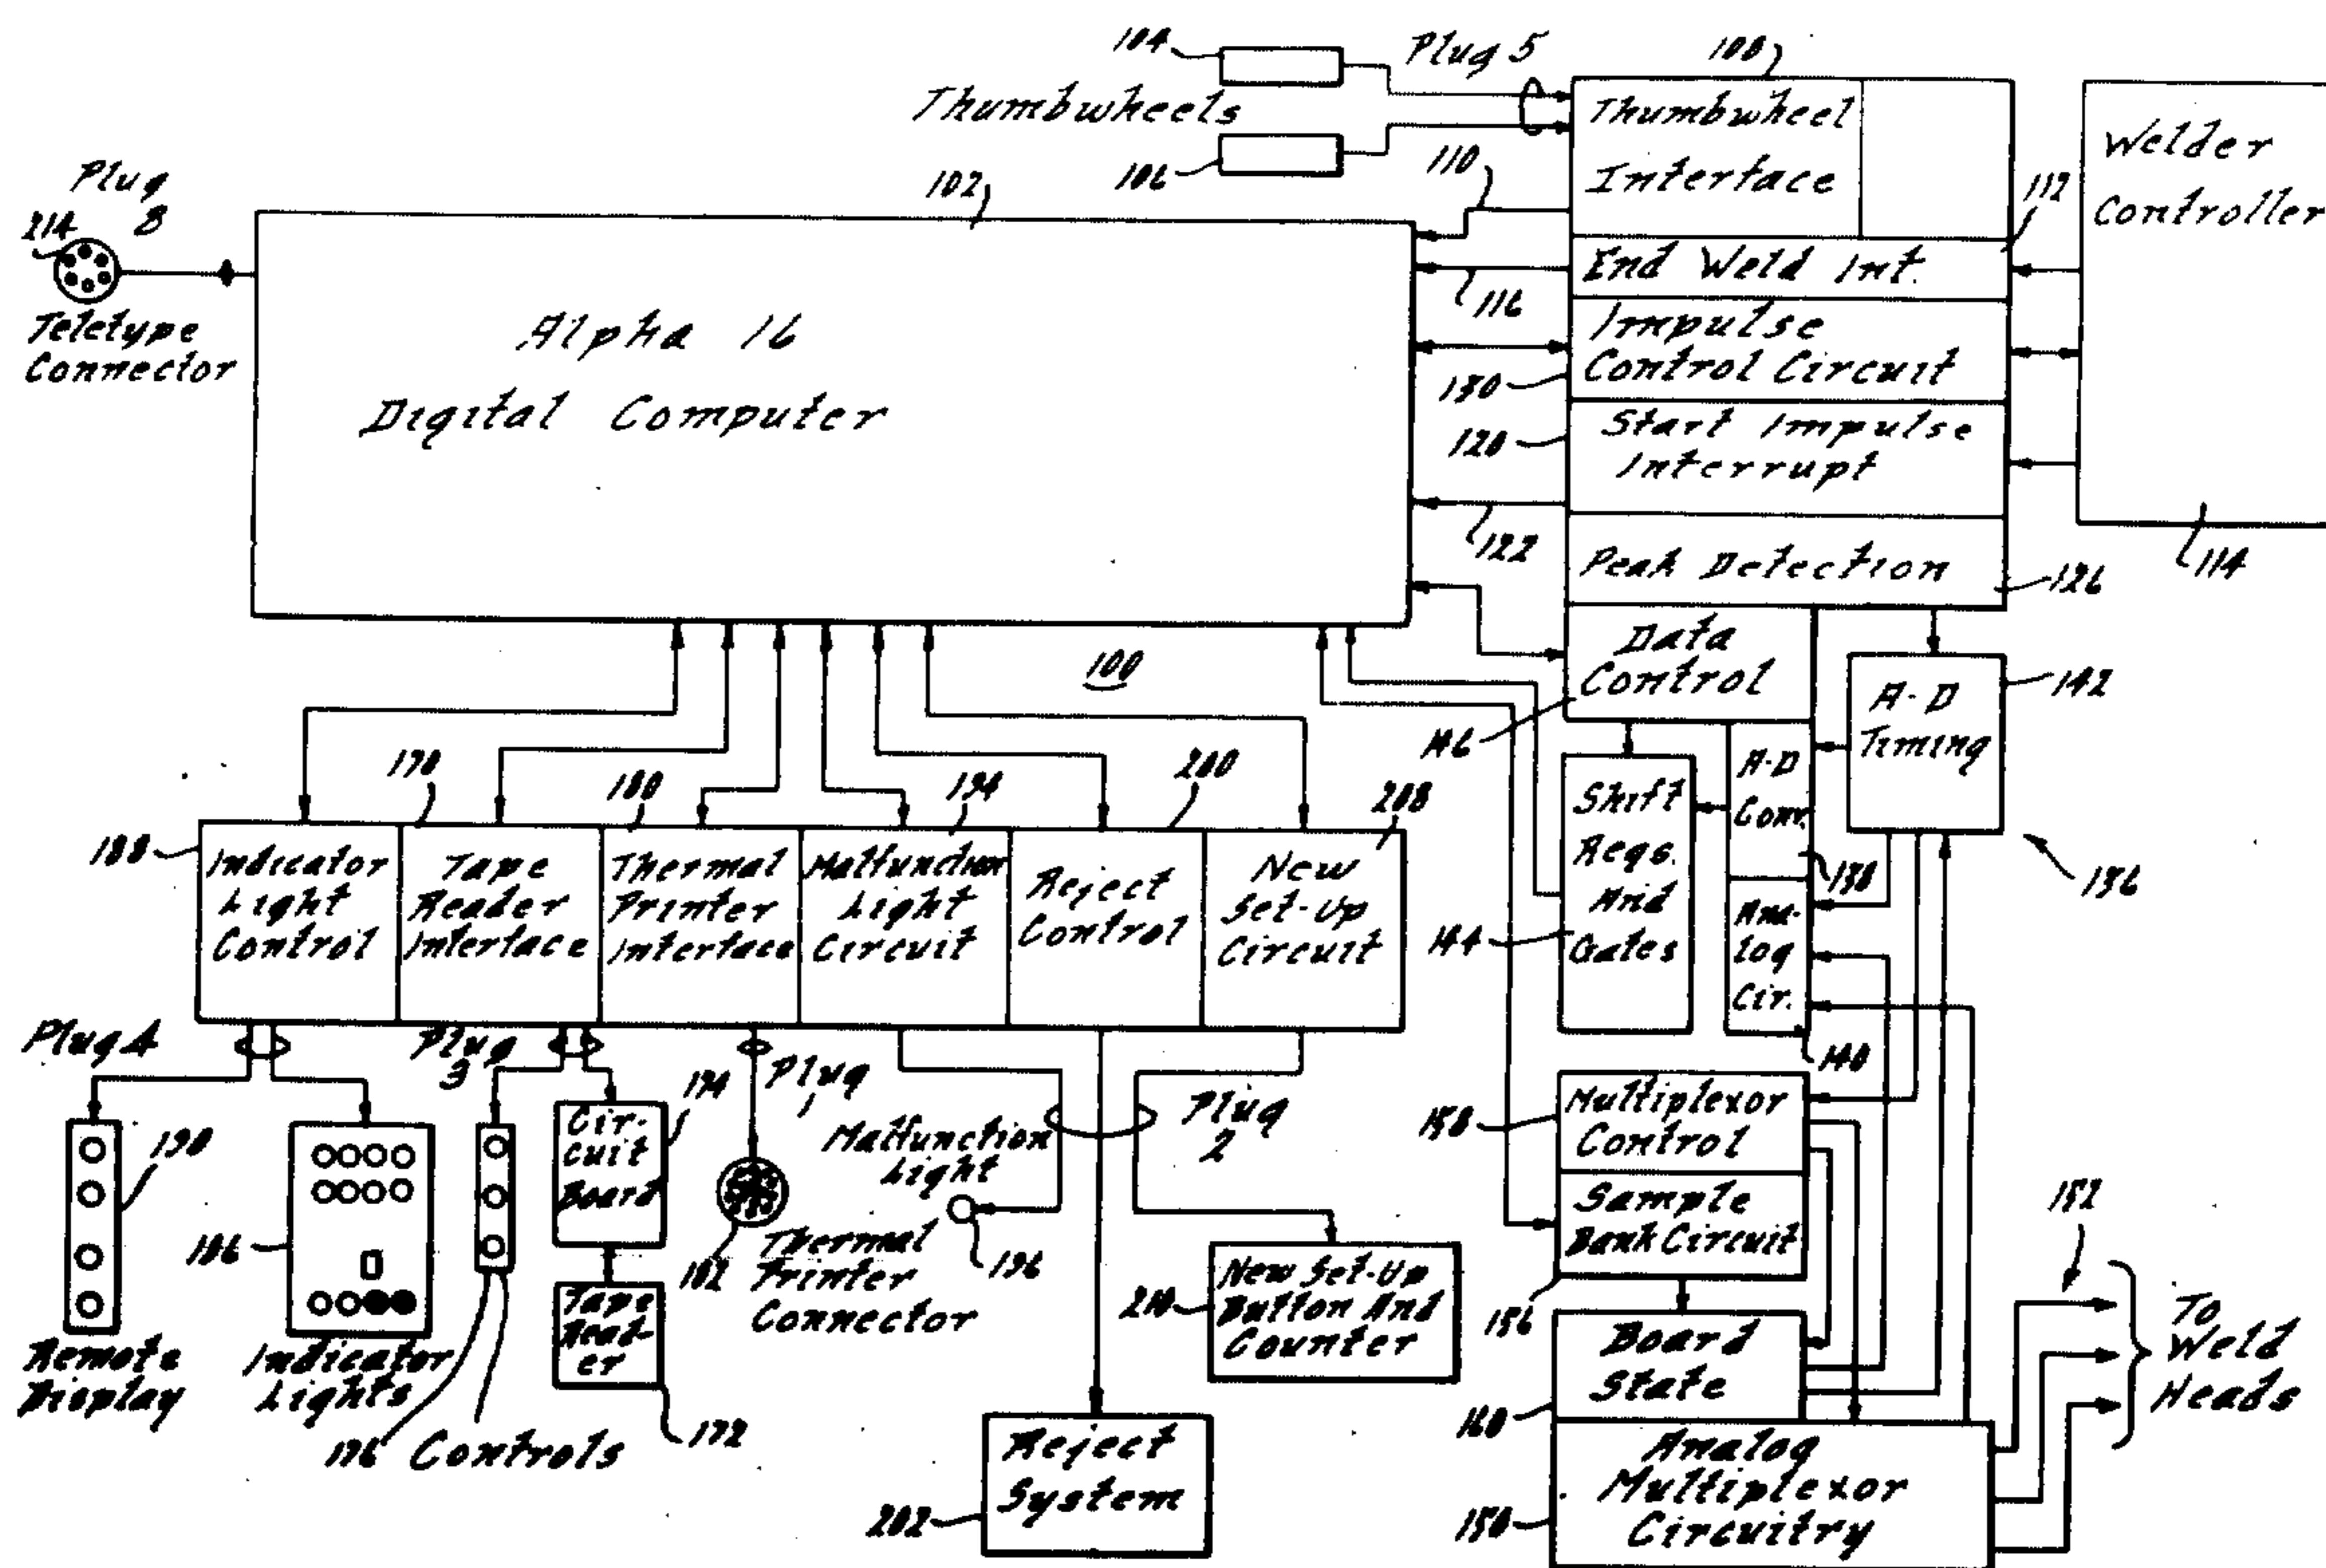 104
Plug 5
108
Thumbwheels
106
110
102
Thumbwheel
Interface
112
Welder
Controller
Plug
8
214
Teletype
Connector
End Weld Int.
116
Alpha 16
Digital Computer
Impulse
Control Circuit
130
Start Impulse
Interrupt
120
122
114
Peak Detection
126
100
Data
Control
146
A-D
Timing
142
136
170
180
194
200
208
188
Indicator
Light
Control
Tape
Reader
Interface
Thermal
Printer
Interface
Malfunction
Light
Circuit
Reject
Control
New
Set-Up
Circuit
Shift
Regs.
And
Gates
144
A-D
Conv.
138
Ana-
log
Cir.
140
Plug 4
Plug
3
Plug
1
Plug
2
174
190
186
Cir-
cuit
Board
Malfunction
Light
196
182
Thermal
Printer
Connector
Tape
Read-
er
172
Remote
Display
Indicator
Lights
176 Controls
210
New Set-Up
Button And
Counter
Reject
System
202
158
Multiplexor
Control
Sample
Bank Circuit
156
Board
State
160
152
To
Weld
Heads
Analog
Multiplexor
Circuitry
150